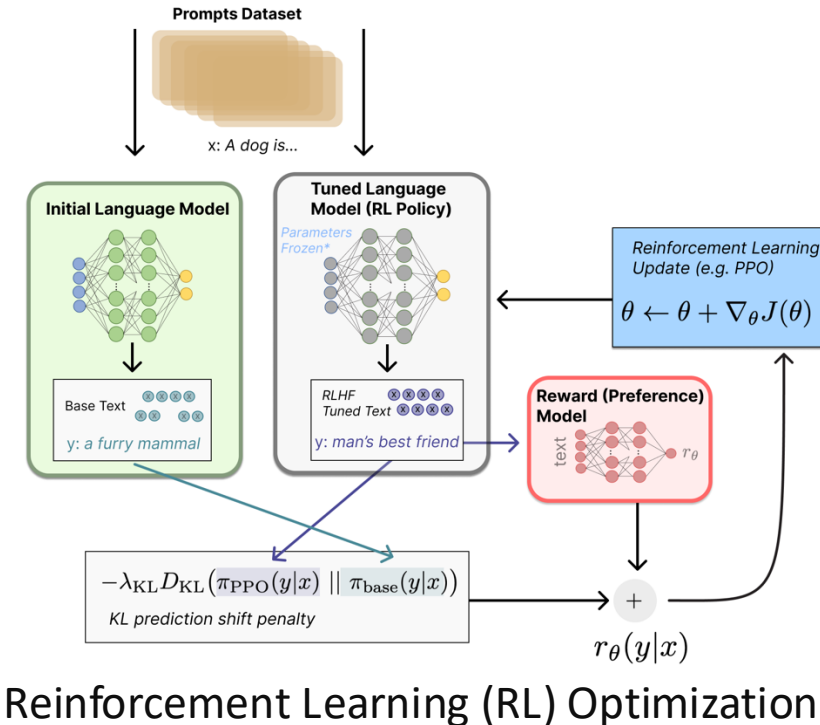 Prompts Dataset
x: A dog is...
Initial Language Model
Tuned Language
Model (RL Policy)
Parameters
Frozen*
Reinforcement Learning
Update (e.g. PPO)
θ ← θ + ∇θJ(θ)
Base Text
x x x x
x x x x
y: a furry mammal
RLHF
Tuned Text
x x x x
x x x x
y: man's best friend
Reward (Preference)
Model
text
rθ
−λKL DKL(πPPO(y|x) || πbase(y|x))
KL prediction shift penalty
+
rθ(y|x)
Reinforcement Learning (RL) Optimization